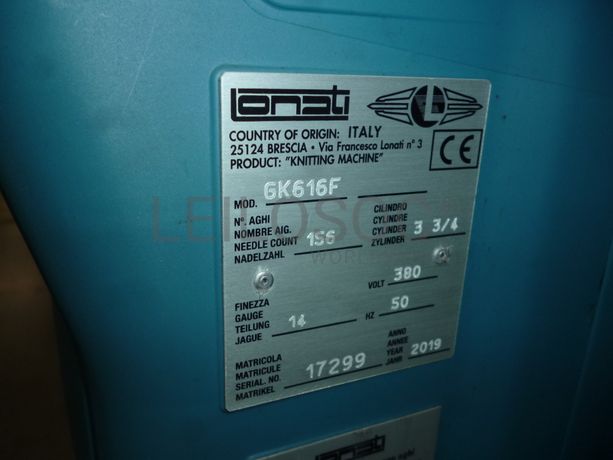 Lonati
L
COUNTRY OF ORIGIN: ITALY
25124 BRESCIA • Via Francesco Lonati n° 3
PRODUCT: "KNITTING MACHINE"
CE
MOD. GK616F
N°. AGHI
NOMBRE AIG.
NEEDLE COUNT 156
NADELZAHL
CILINDRO
CYLINDRE
CYLINDER 3 3/4
ZYLINDER
VOLT 380
FINEZZA
GAUGE
TEILUNG 14
JAGUE
HZ 50
MATRICOLA
MATRICULE
SERIAL. NO. 17299
MATRIKEL
ANNO
ANNÉE
YEAR 2019
JAHR
Lonati